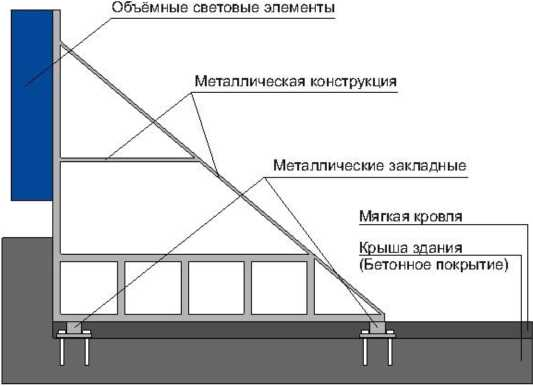 Объёмные световые элементы
Металлическая конструкция
Металлические закладные
Мягкая кровля
Крыша здания
(Бетонное покрытие)